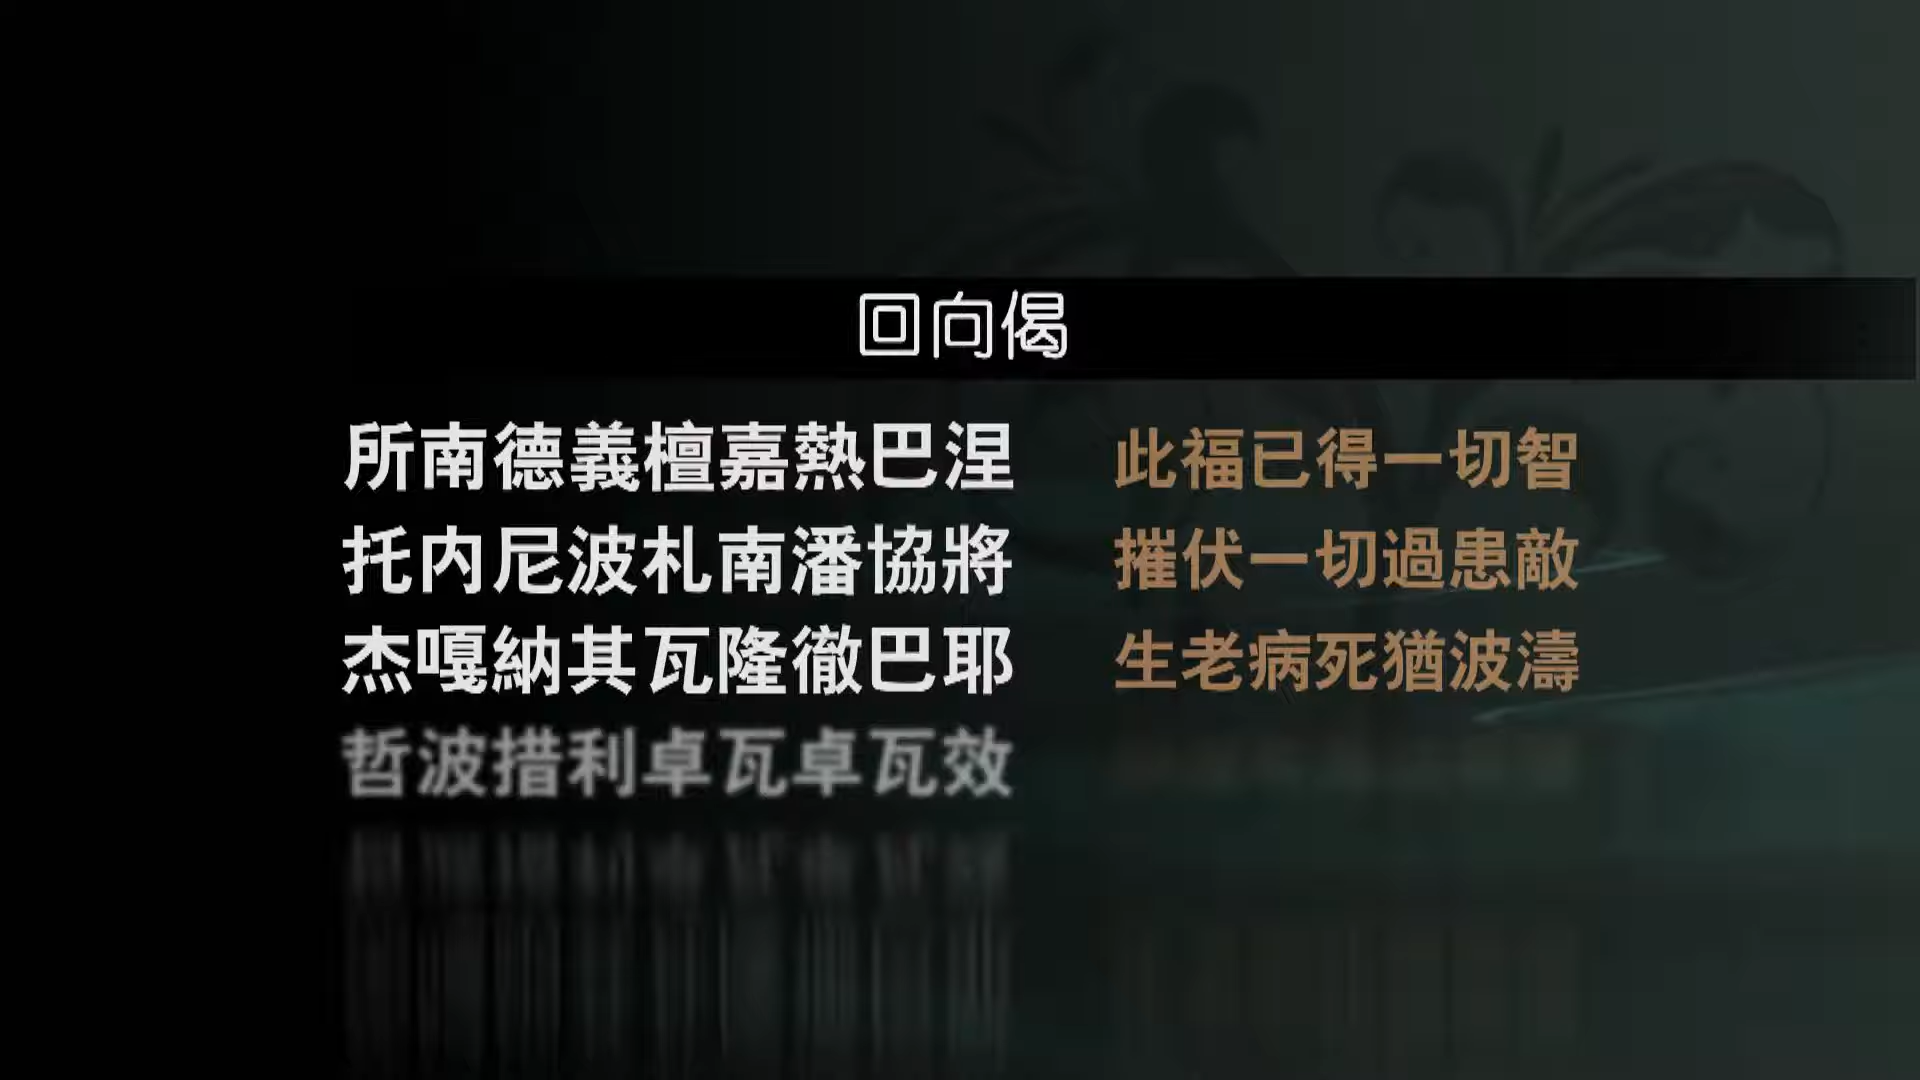 回向偈
所南德義檀嘉熱巴涅 此福已得一切智
托内尼波札南潘協將 摧伏一切過患敵
杰嘎納其瓦隆徹巴耶 生老病死猶波濤
哲波措利卓瓦卓瓦效